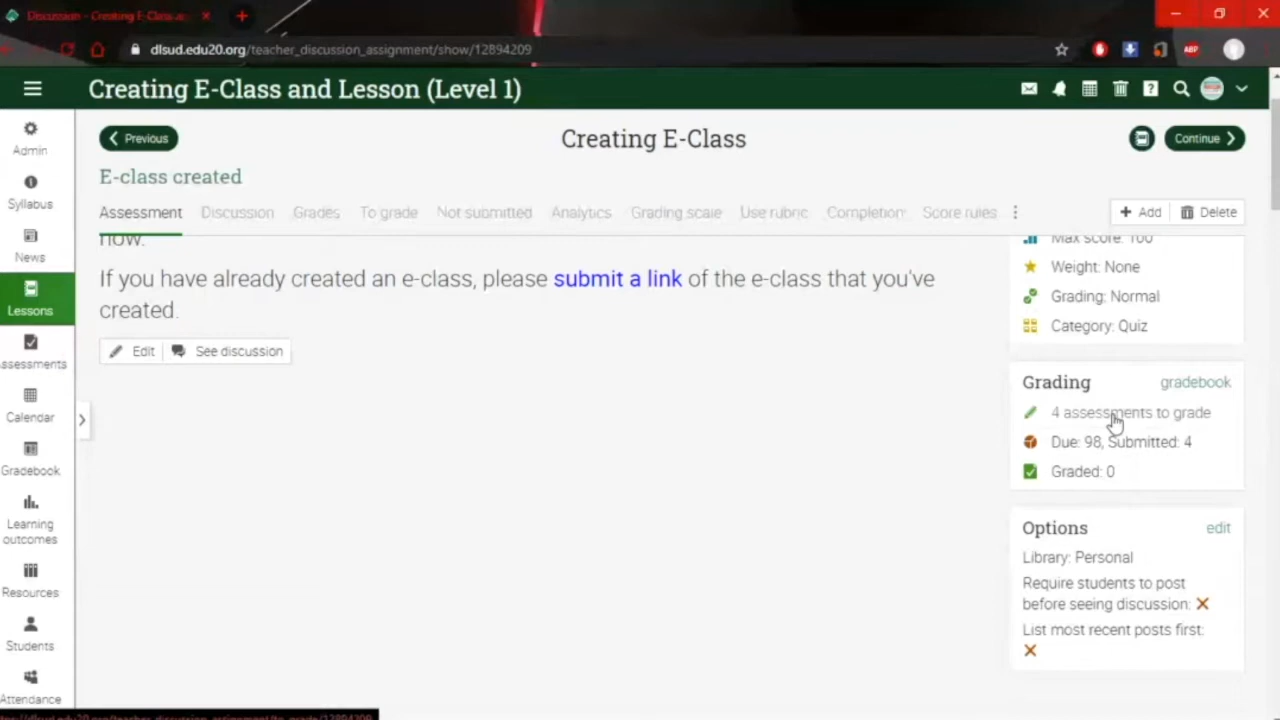 Discussion - Creating E-Class a
dlsud.edu20.org/teacher_discussion_assignment/show/12894209
ABP
Creating E-Class and Lesson (Level 1)
Previous
Creating E-Class
Continue
E-class created
Assessment Discussion Grades To grade Not submitted Analytics Grading scale Use rubric Completion Score rules
Add Delete
now.
If you have already created an e-class, please submit a link of the e-class that you've
created.
Edit See discussion
Max score: 100
Weight: None
Grading: Normal
Category: Quiz
Grading gradebook
4 assessments to grade
Due: 98, Submitted: 4
Graded: 0
Options edit
Library: Personal
Require students to post
before seeing discussion:
List most recent posts first:
Admin
Syllabus
News
Lessons
ssessments
Calendar
Gradebook
Learning
outcomes
Resources
Students
Attendance